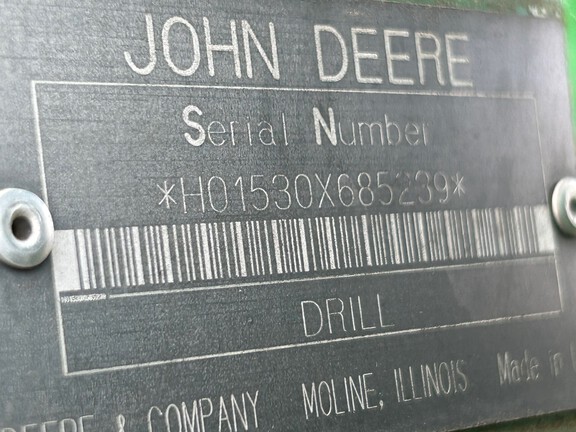 JOHN DEERE
Serial Number
*H01530X685239*
DRILL
DEERE & COMPANY MOLINE, ILLINOIS Made in